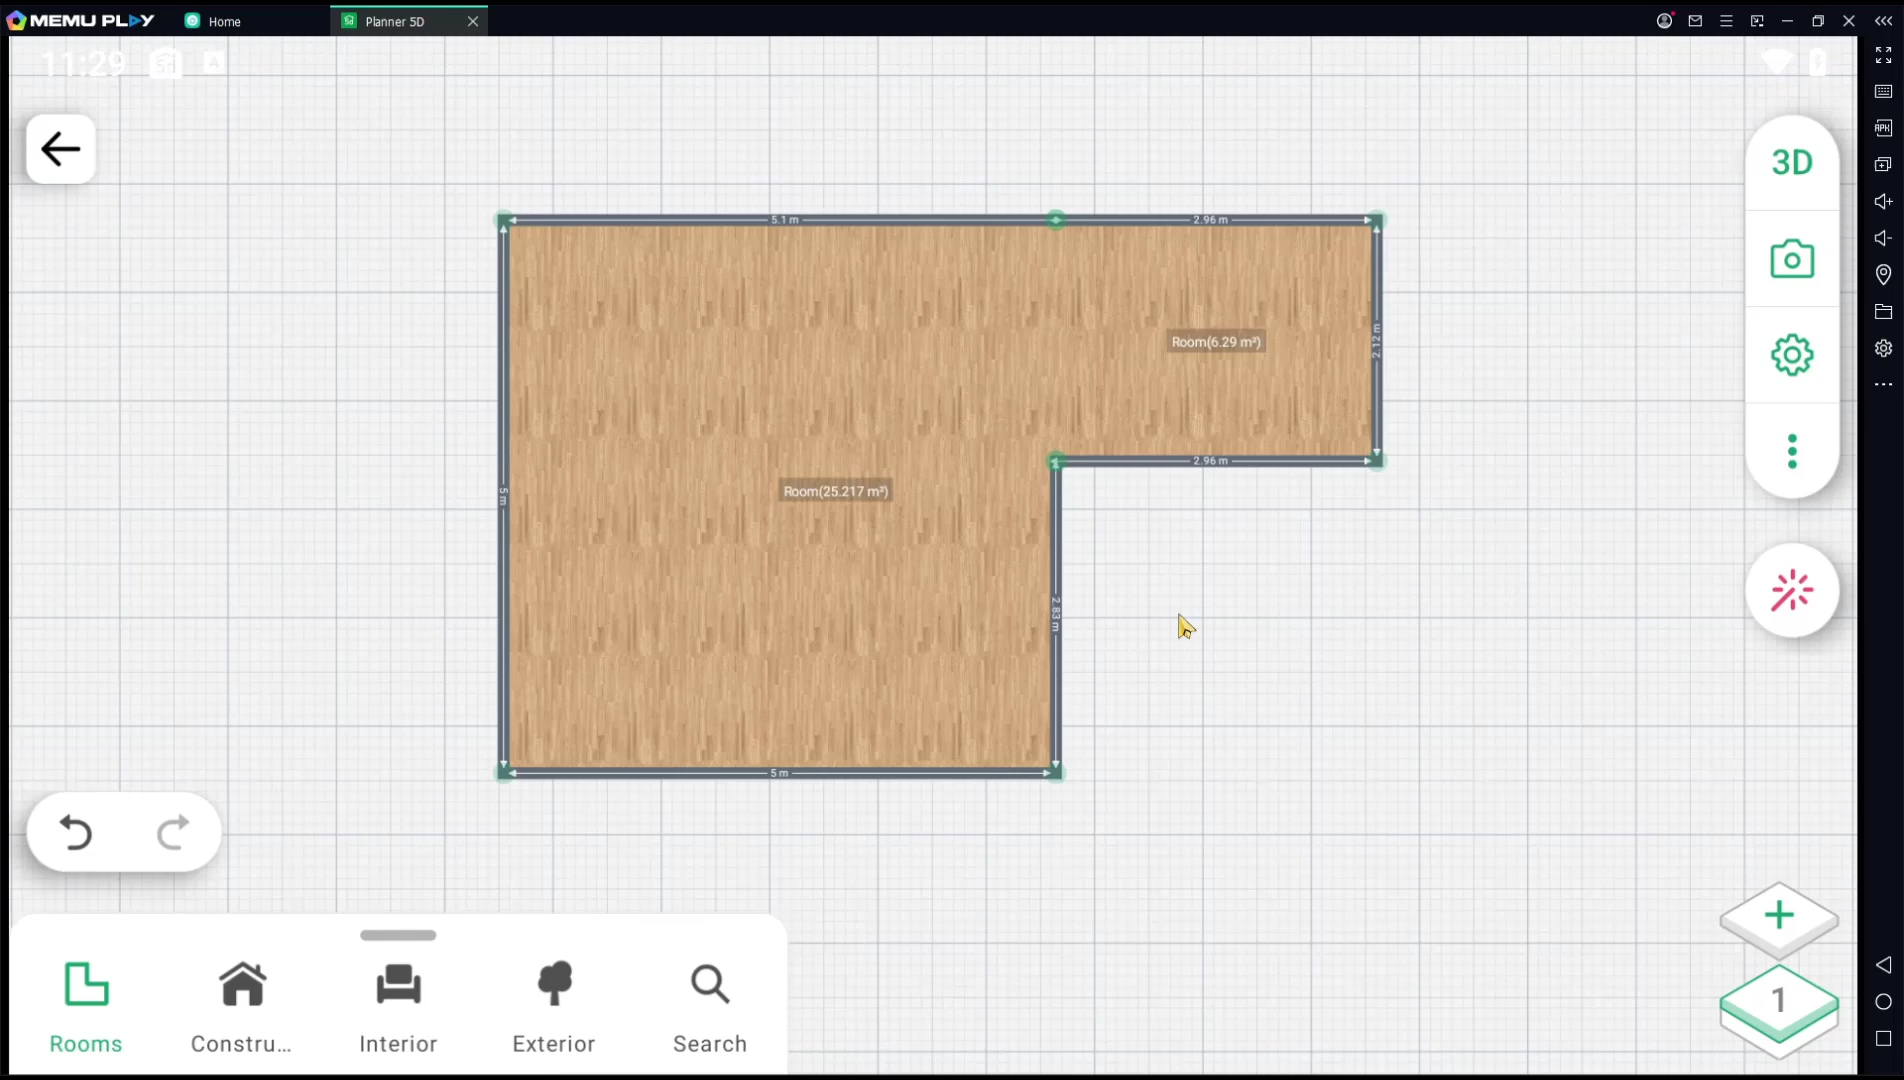 MEMU PLAY
Home
Planner 5D
11:29
A
3D
APK
5.1 m
2.96 m
Room(6.29 m²)
2.12 m
2.96 m
Room(25.217 m²)
5 m
2.83 m
5 m
1
Rooms
Constru...
Interior
Exterior
Search